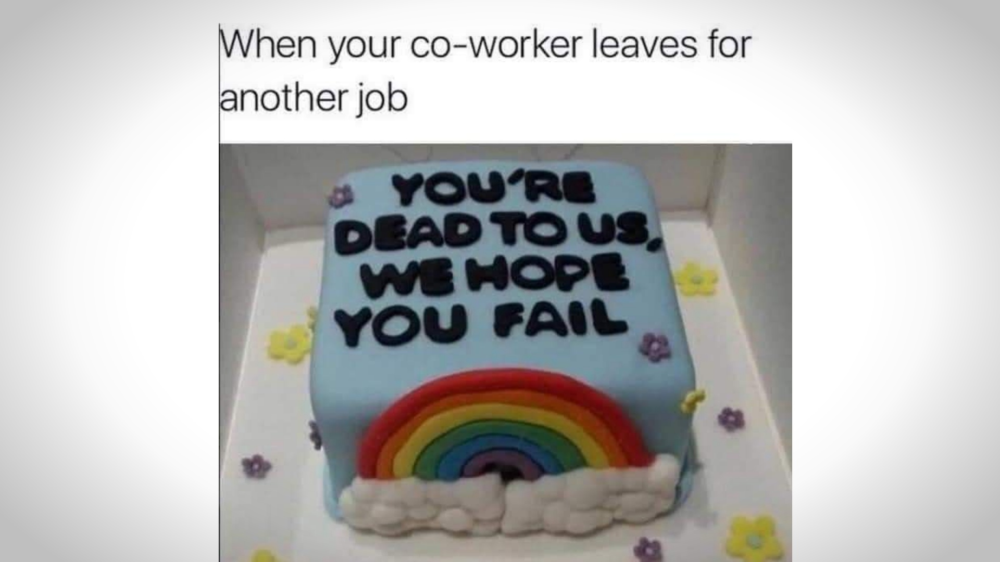 When your co-worker leaves for
another job
YOU'RE
DEAD TO US,
WE HOPE
YOU FAIL